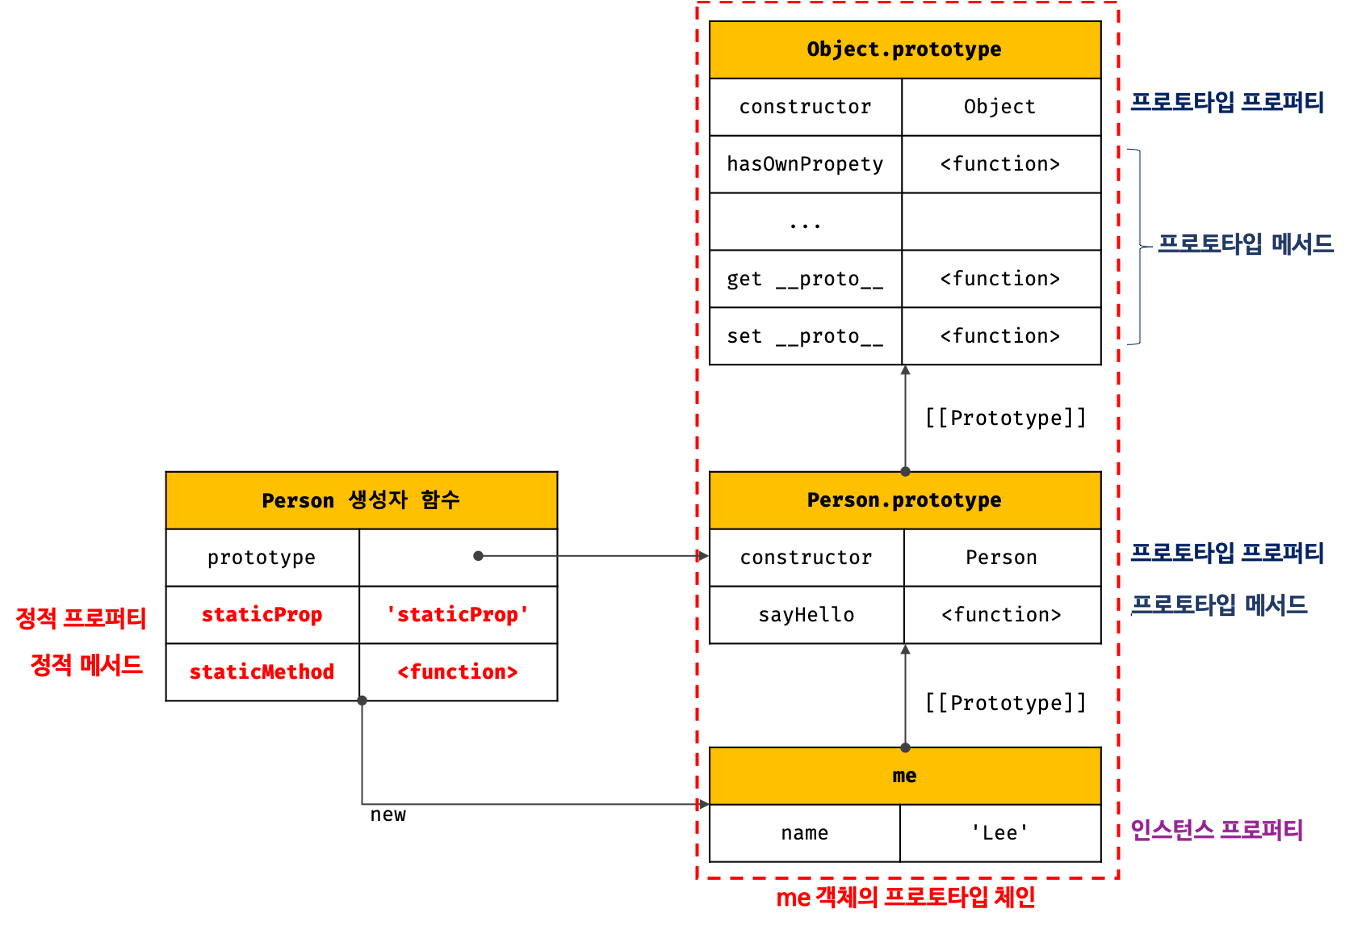 Object.prototype
constructor Object 프로토타입 프로퍼티
hasOwnPropety <function>
...
프로토타입 메서드
get __proto__ <function>
set __proto__ <function>
[[Prototype]]
Person 생성자 함수
prototype
정적 프로퍼티 staticProp 'staticProp'
정적 메서드 staticMethod <function>
new
Person.prototype
constructor Person 프로토타입 프로퍼티
sayHello <function> 프로토타입 메서드
[[Prototype]]
me
name 'Lee' 인스턴스 프로퍼티
me 객체의 프로토타입 체인